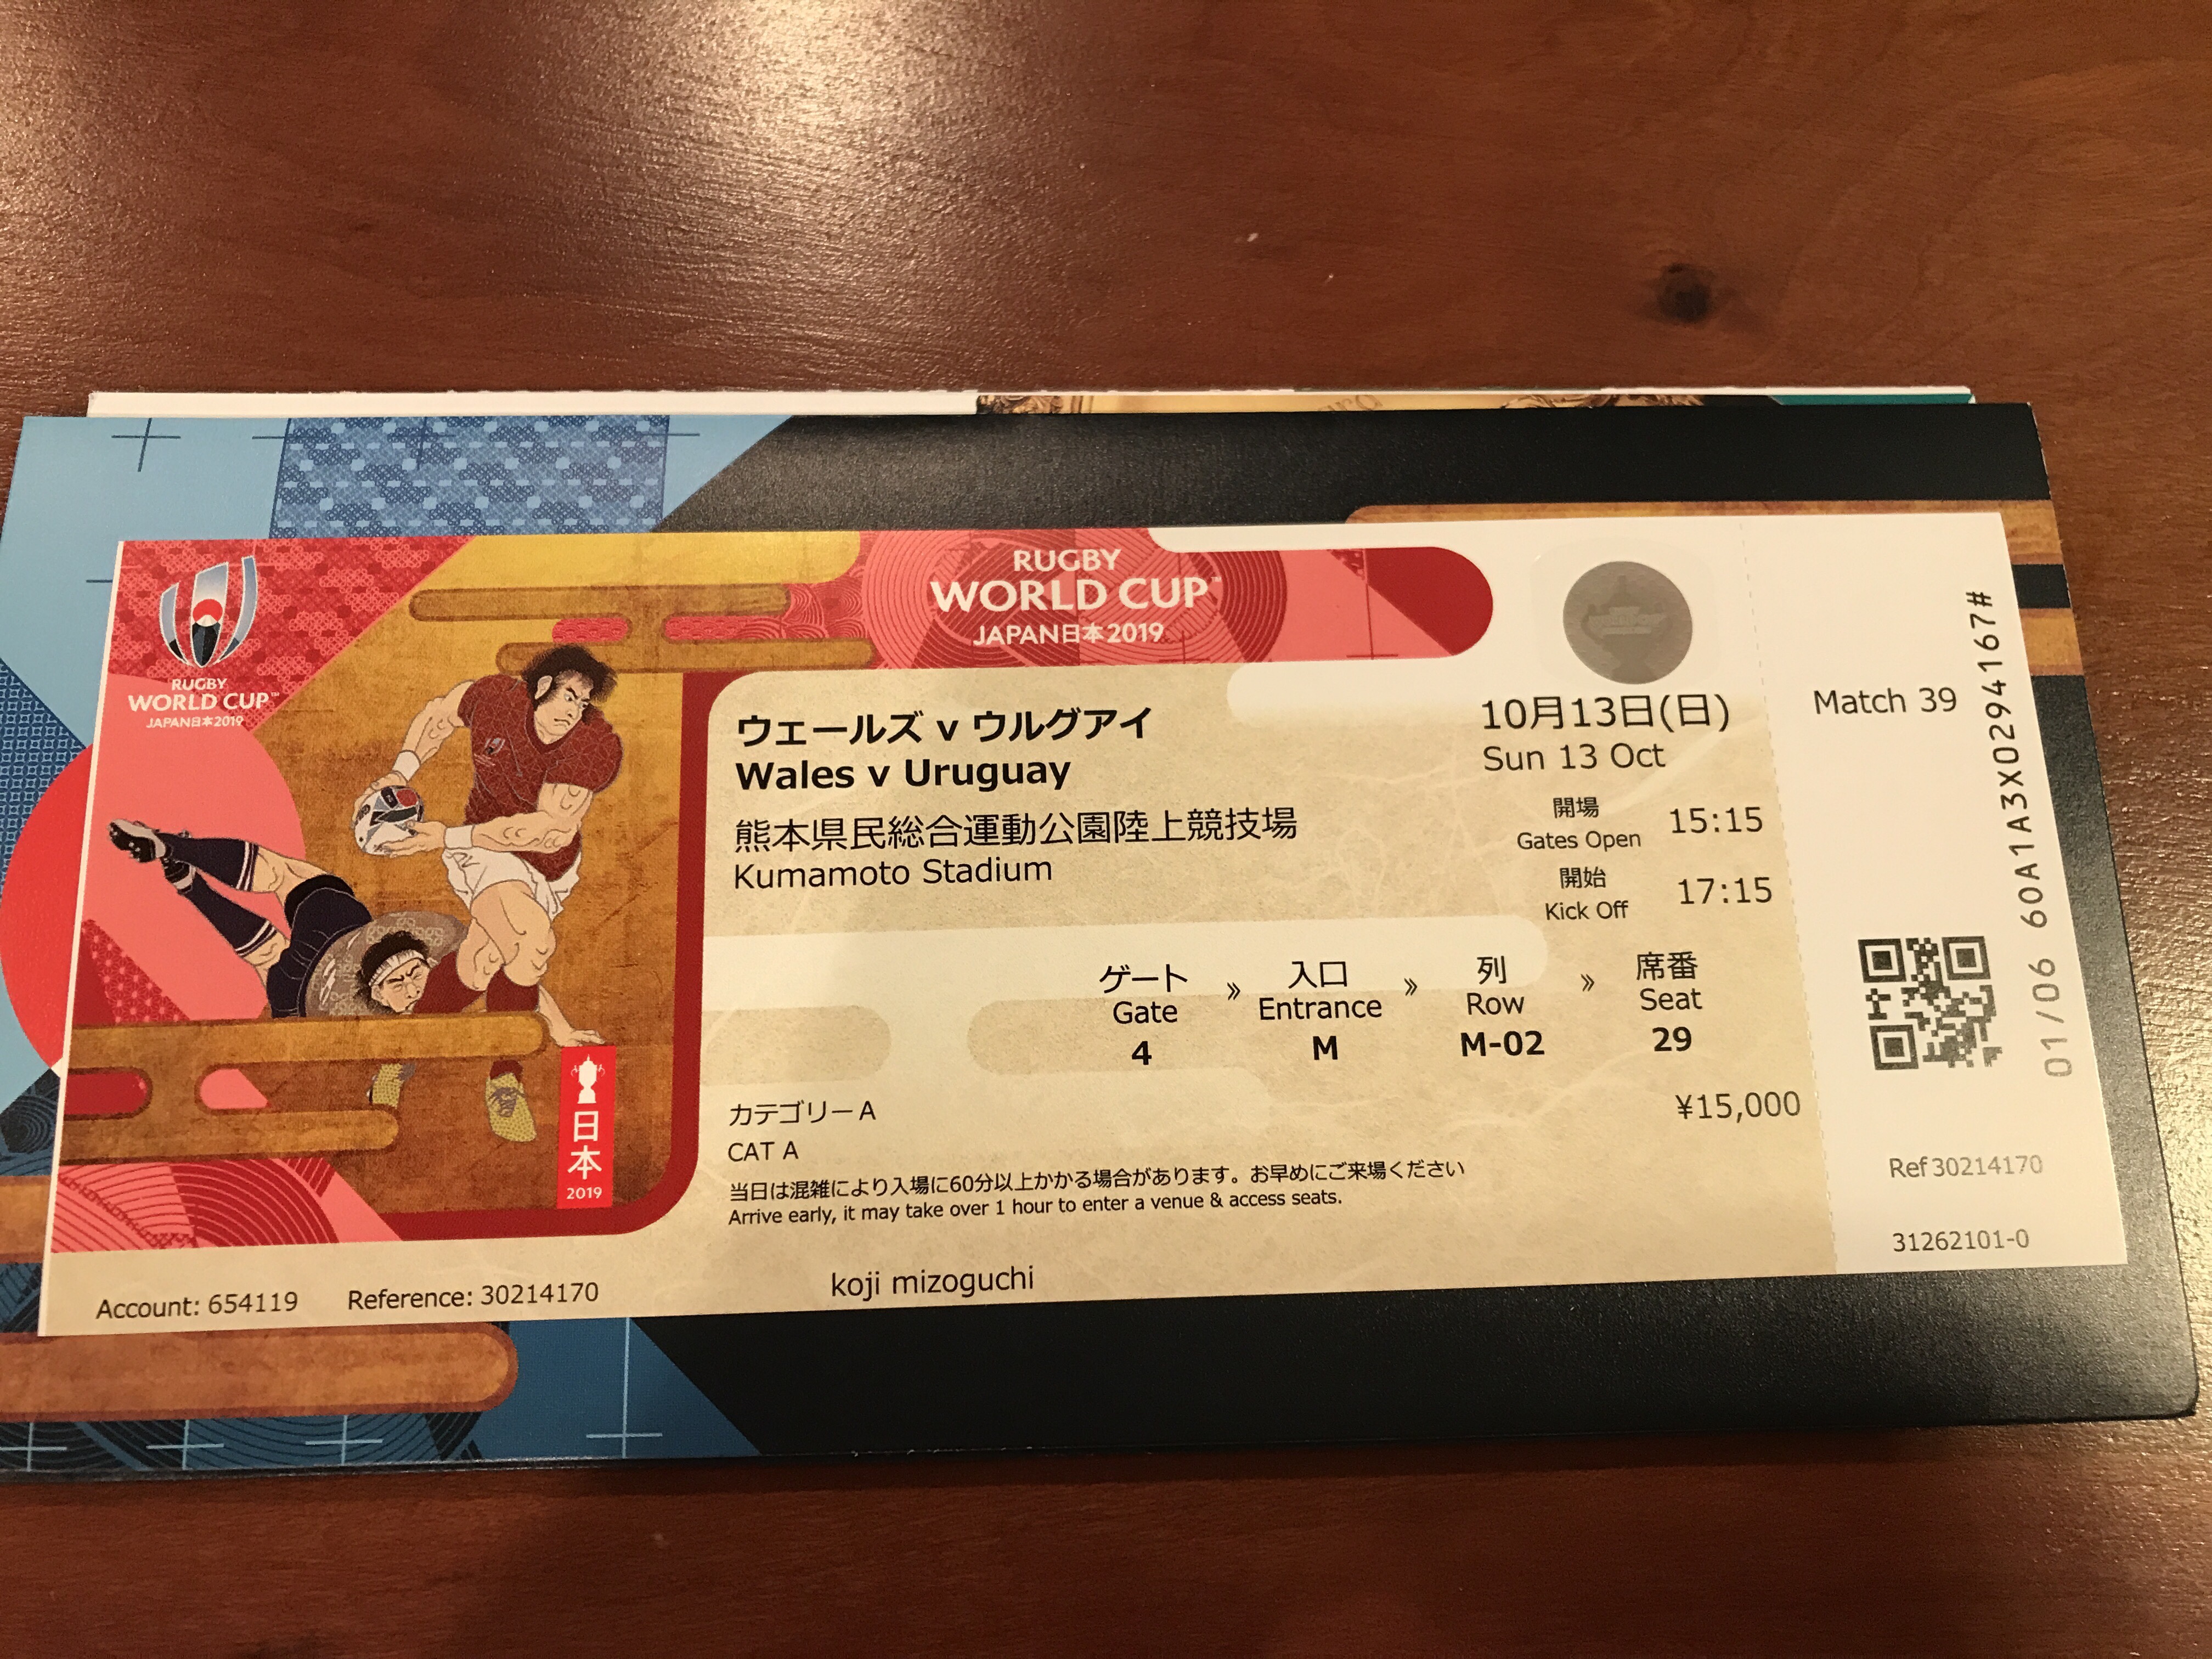 RUGBY
WORLD CUP™
JAPAN日本2019
RUGBY
WORLD CUP™
JAPAN日本2019
ウェールズ v ウルグアイ
Wales v Uruguay
熊本県民総合運動公園陸上競技場
Kumamoto Stadium
10月13日(日)
Sun 13 Oct
開場
Gates Open 15:15
開始
Kick Off 17:15
ゲート » 入口 » 列 » 席番
Gate Entrance Row Seat
4 M M-02 29
カテゴリーA
CAT A
¥15,000
当日は混雑により入場に60分以上かかる場合があります。お早めにご来場ください
Arrive early, it may take over 1 hour to enter a venue & access seats.
日本
2019
Account: 654119 Reference: 30214170 koji mizoguchi
Match 39
01/06 60A1A3X0294167#
Ref 30214170
31262101-0